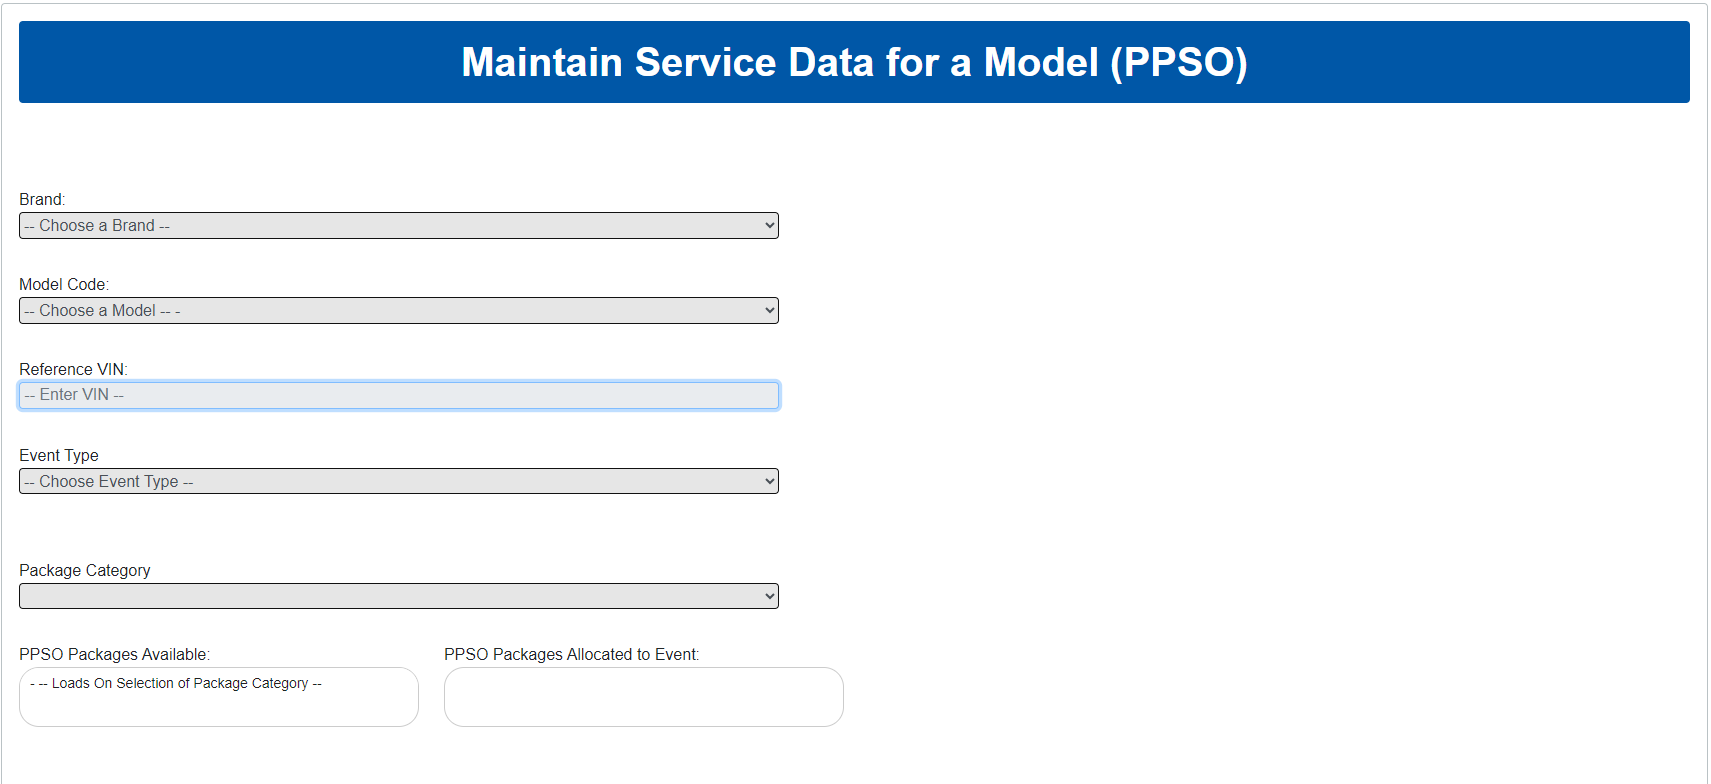 Maintain Service Data for a Model (PPSO)
Brand:
-- Choose a Brand --
Model Code:
-- Choose a Model -- -
Reference VIN:
-- Enter VIN --
Event Type
-- Choose Event Type --
Package Category
PPSO Packages Available:
- -- Loads On Selection of Package Category --
PPSO Packages Allocated to Event: